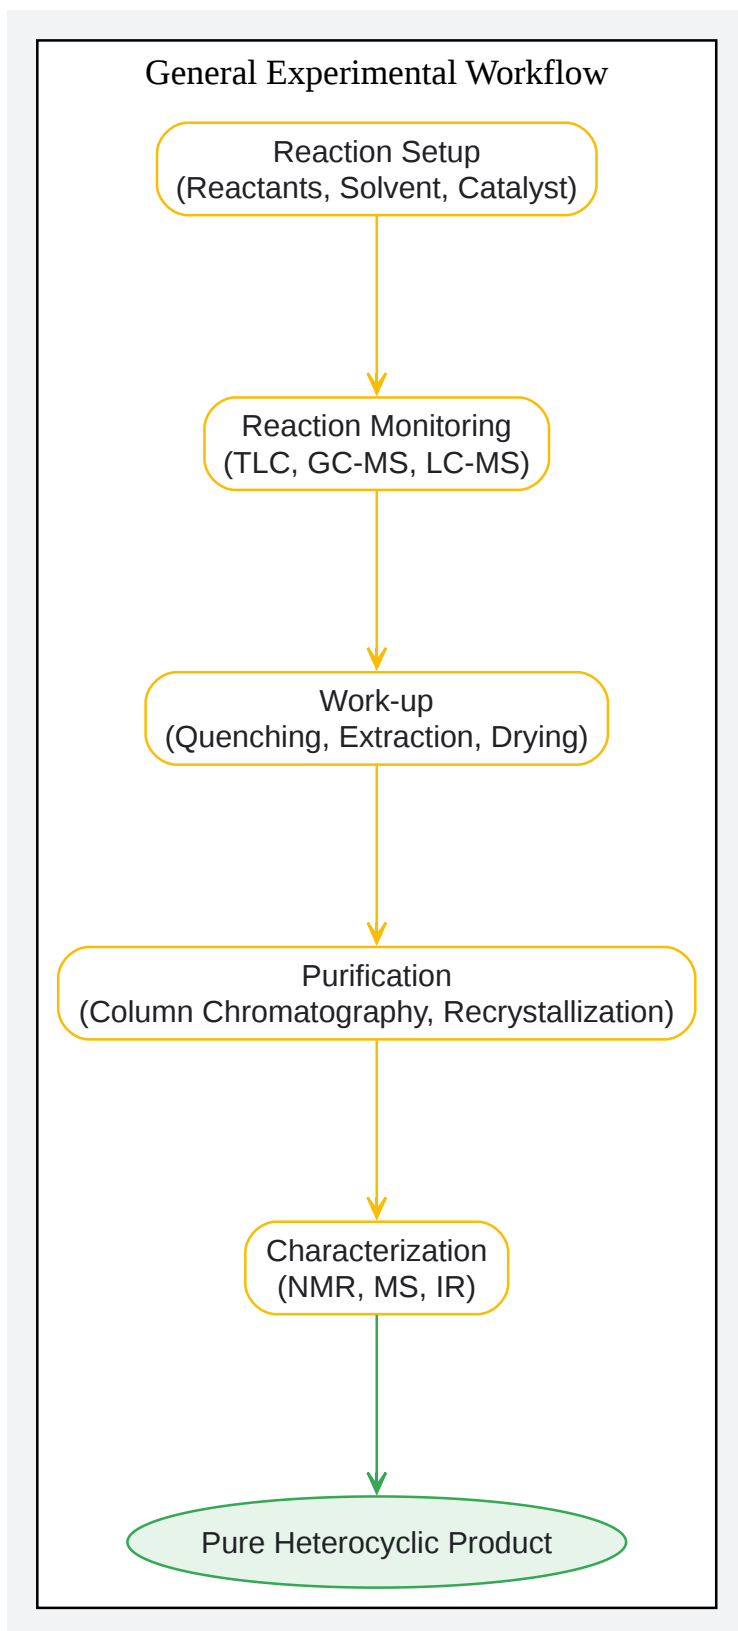 General Experimental Workflow
Reaction Setup
(Reactants, Solvent, Catalyst)
Reaction Monitoring
(TLC, GC-MS, LC-MS)
Work-up
(Quenching, Extraction, Drying)
Purification
(Column Chromatography, Recrystallization)
Characterization
(NMR, MS, IR)
Pure Heterocyclic Product